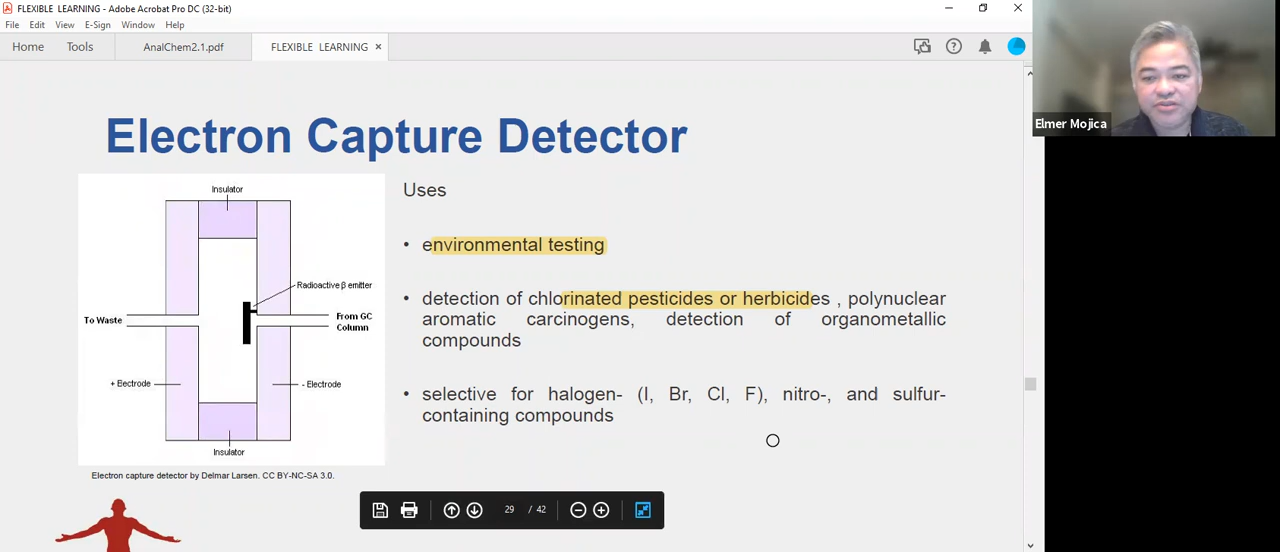 FLEXIBLE LEARNING - Adobe Acrobat Pro DC (32-bit)
File Edit View E-Sign Window Help
Home Tools AnalChem2.1.pdf FLEXIBLE LEARNING ×
Elmer Mojica
Electron Capture Detector
Insulator
Radioactive β emitter
To Waste
From GC
Column
+ Electrode
- Electrode
Insulator
Electron capture detector by Delmar Larsen. CC BY-NC-SA 3.0.
Uses
• environmental testing
• detection of chlorinated pesticides or herbicides , polynuclear
aromatic carcinogens, detection of organometallic
compounds
• selective for halogen- (I, Br, Cl, F), nitro-, and sulfur-
containing compounds
29 / 42